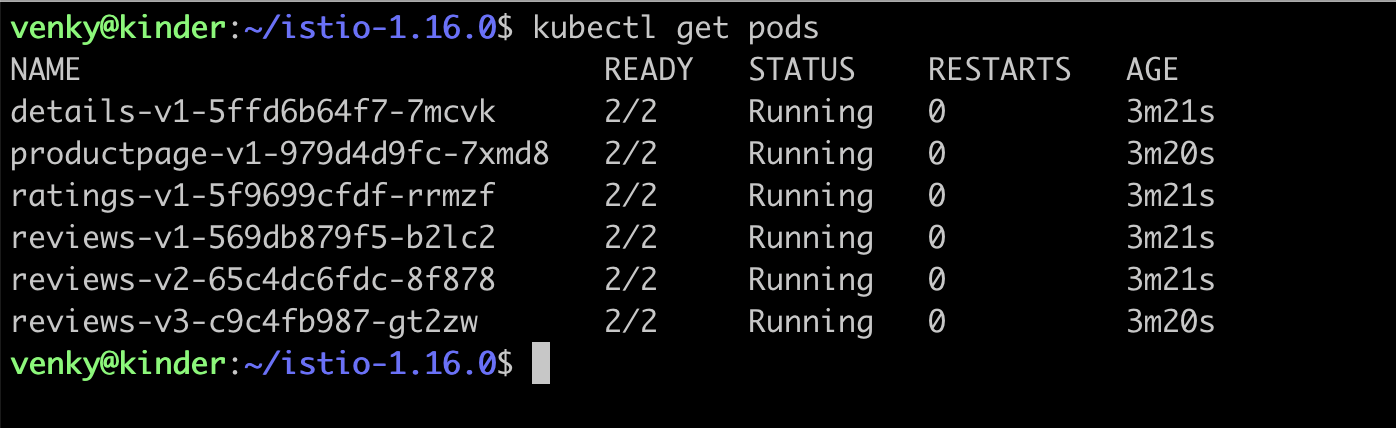 venky@kinder:~/istio-1.16.0$ kubectl get pods
NAME READY STATUS RESTARTS AGE
details-v1-5ffd6b64f7-7mcvk 2/2 Running 0 3m21s
productpage-v1-979d4d9fc-7xmd8 2/2 Running 0 3m20s
ratings-v1-5f9699cfdf-rrmzf 2/2 Running 0 3m21s
reviews-v1-569db879f5-b2lc2 2/2 Running 0 3m21s
reviews-v2-65c4dc6fdc-8f878 2/2 Running 0 3m21s
reviews-v3-c9c4fb987-gt2zw 2/2 Running 0 3m20s
venky@kinder:~/istio-1.16.0$